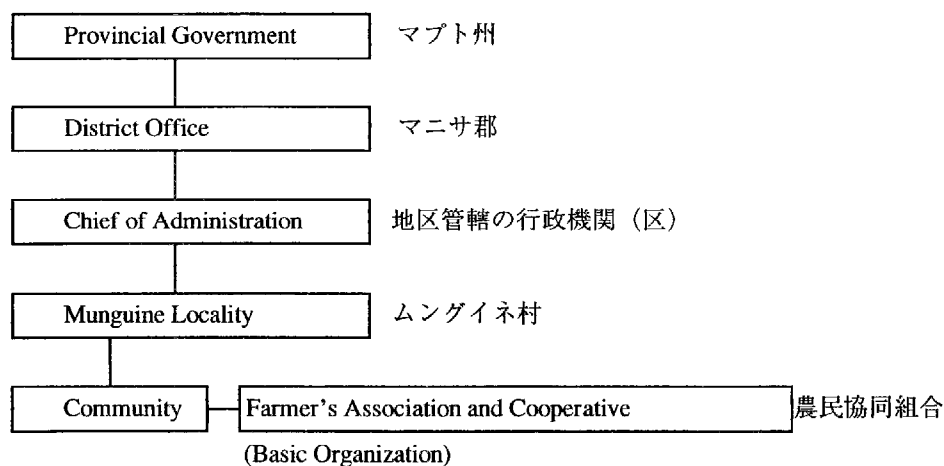 Provincial Government マプト州
District Office マニサ郡
Chief of Administration 地区管轄の行政機関（区）
Munguine Locality ムングイネ村
Community Farmer's Association and Cooperative 農民協同組合
(Basic Organization)